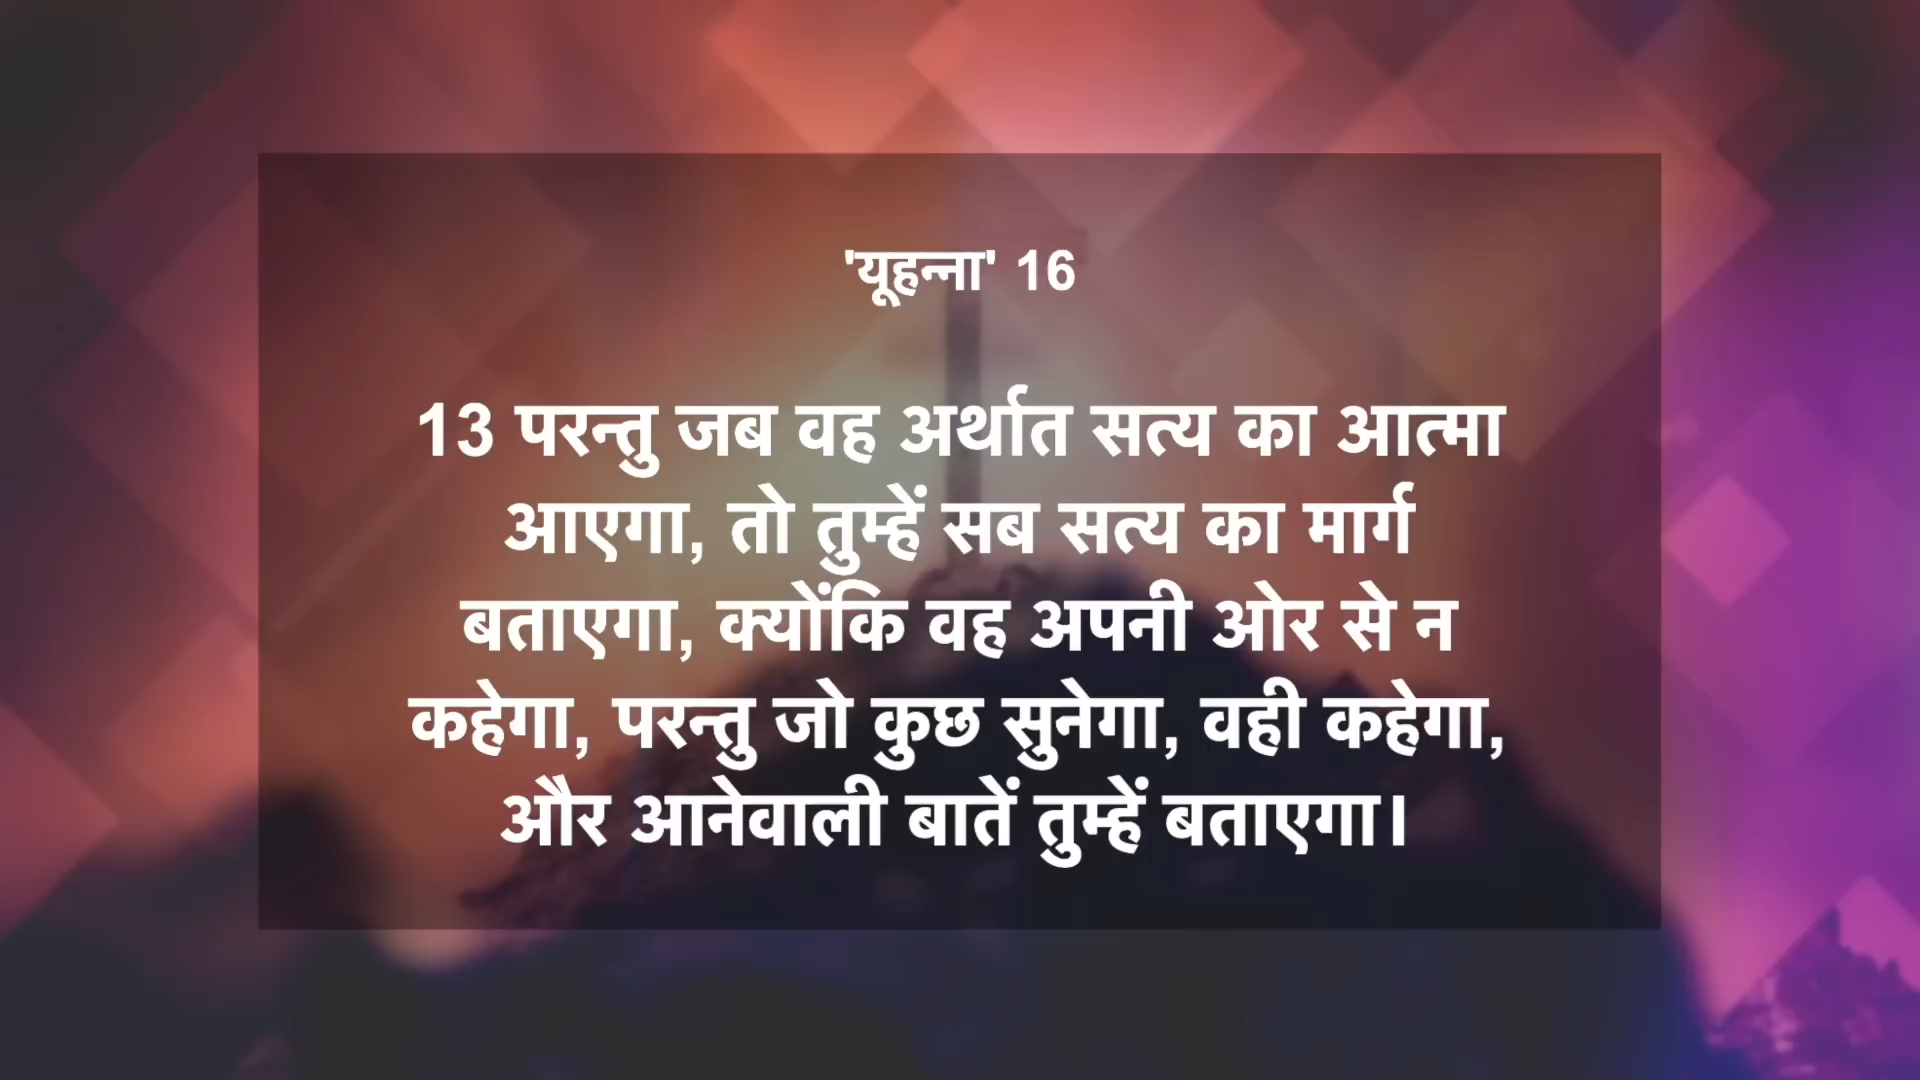 'यूहन्ना' 16
13 परन्तु जब वह अर्थात सत्य का आत्मा
आएगा, तो तुम्हें सब सत्य का मार्ग
बताएगा, क्योंकि वह अपनी ओर से न
कहेगा, परन्तु जो कुछ सुनेगा, वही कहेगा,
और आनेवाली बातें तुम्हें बताएगा।